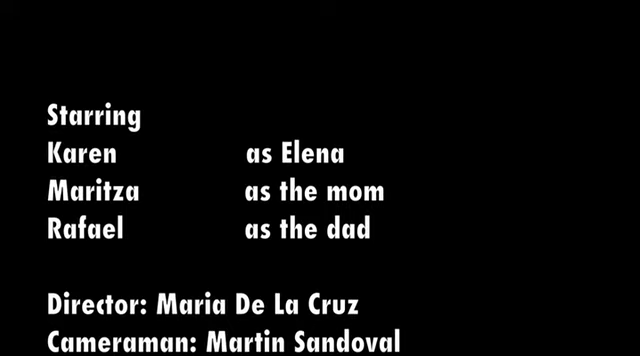 Starring
Karen as Elena
Maritza as the mom
Rafael as the dad
Director: Maria De La Cruz
Cameraman: Martin Sandoval